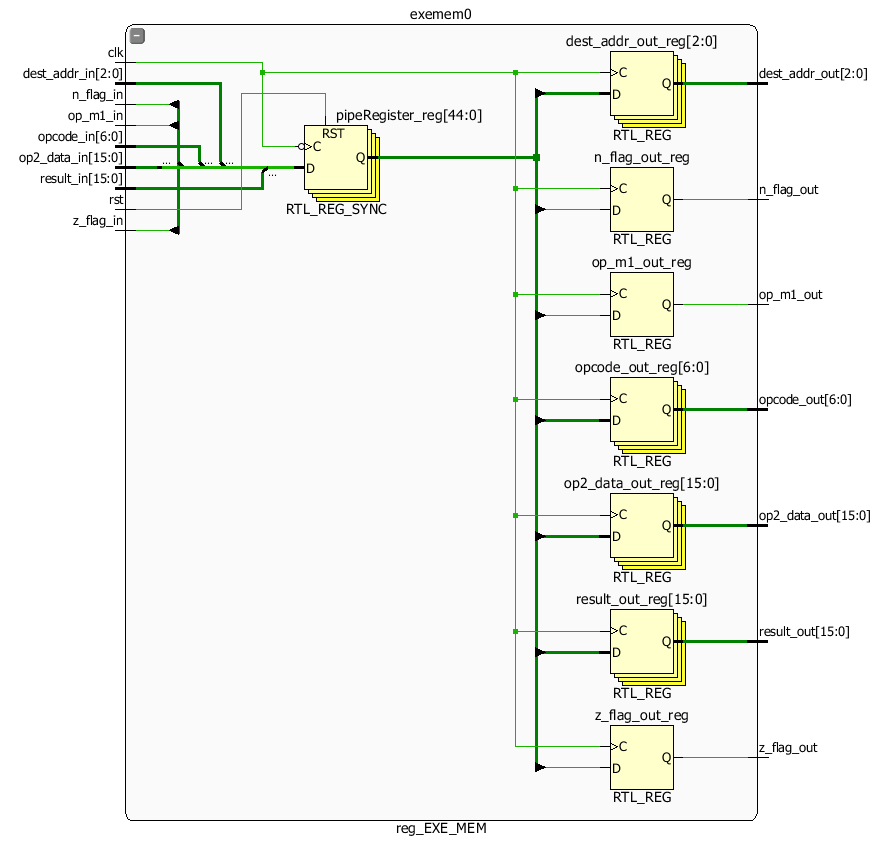 exemem0
clk
dest_addr_in[2:0]
n_flag_in
op_m1_in
opcode_in[6:0]
op2_data_in[15:0]
result_in[15:0]
rst
z_flag_in
...
...
...
...
pipeRegister_reg[44:0]
RST
C
D
Q
RTL_REG_SYNC
dest_addr_out_reg[2:0]
C
D
Q
RTL_REG
dest_addr_out[2:0]
n_flag_out_reg
C
D
Q
RTL_REG
n_flag_out
op_m1_out_reg
C
D
Q
RTL_REG
op_m1_out
opcode_out_reg[6:0]
C
D
Q
RTL_REG
opcode_out[6:0]
op2_data_out_reg[15:0]
C
D
Q
RTL_REG
op2_data_out[15:0]
result_out_reg[15:0]
C
D
Q
RTL_REG
result_out[15:0]
z_flag_out_reg
C
D
Q
RTL_REG
z_flag_out
reg_EXE_MEM